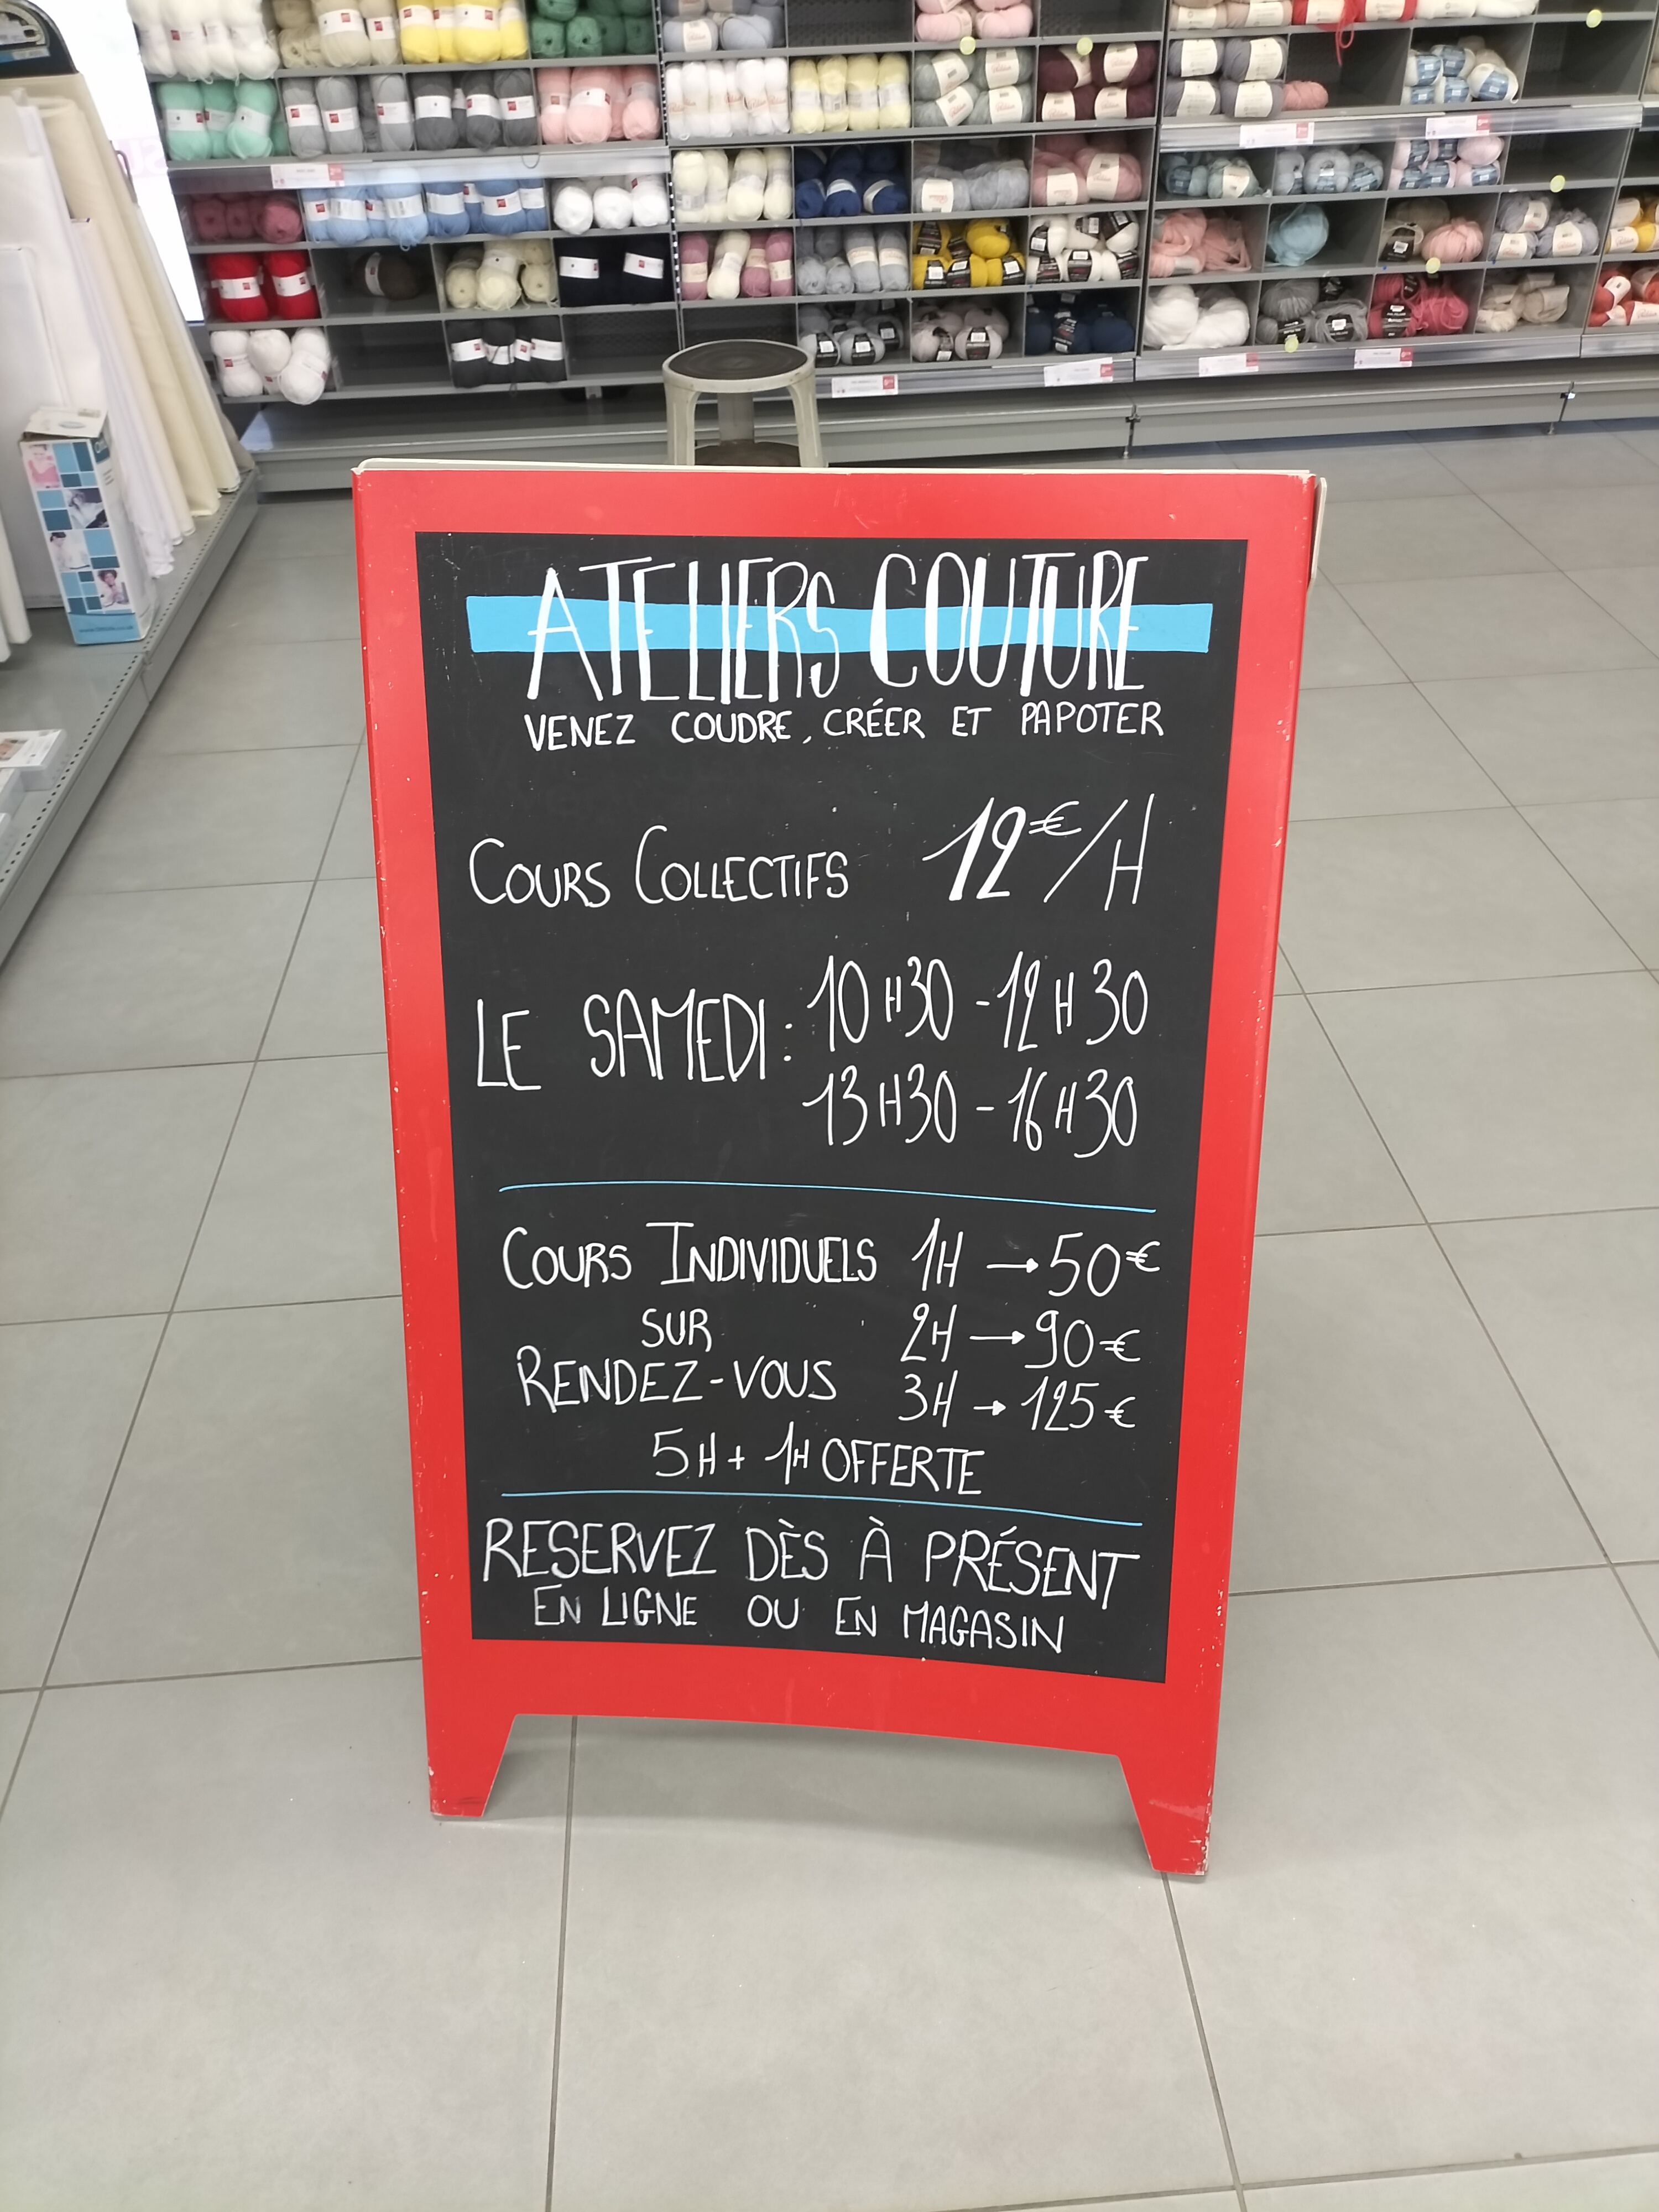 ATELIERS COUTURE
VENEZ COUDRE, CRÉER ET PAPOTER
COURS COLLECTIFS 12€/H
LE SAMEDI : 10H30 - 12H30
13H30 - 16H30
COURS INDIVIDUELS 1H → 50€
SUR 2H → 90€
RENDEZ-VOUS 3H → 125€
5H + 1H OFFERTE
RESERVEZ DÈS À PRÉSENT
EN LIGNE OU EN MAGASIN